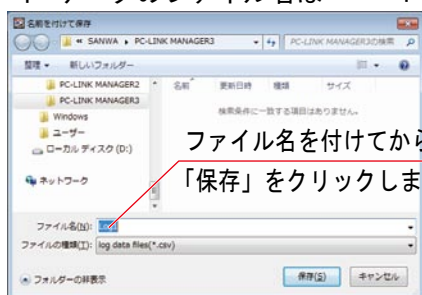 名前を付けて保存
« SANWA ▸ PC-LINK MANAGER3
PC-LINK MANAGER3の検索
整理 新しいフォルダー
PC-LINK MANAGER2
PC-LINK MANAGER3
Windows
ユーザー
ローカル ディスク (D:)
ネットワーク
名前 更新日時 種類 サイズ
検索条件に一致する項目はありません。
ファイル名を付けてから
「保存」をクリックしま
ファイル名(N):
ファイルの種類(T): log data files(*.csv)
フォルダーの非表示
保存(S) キャンセル